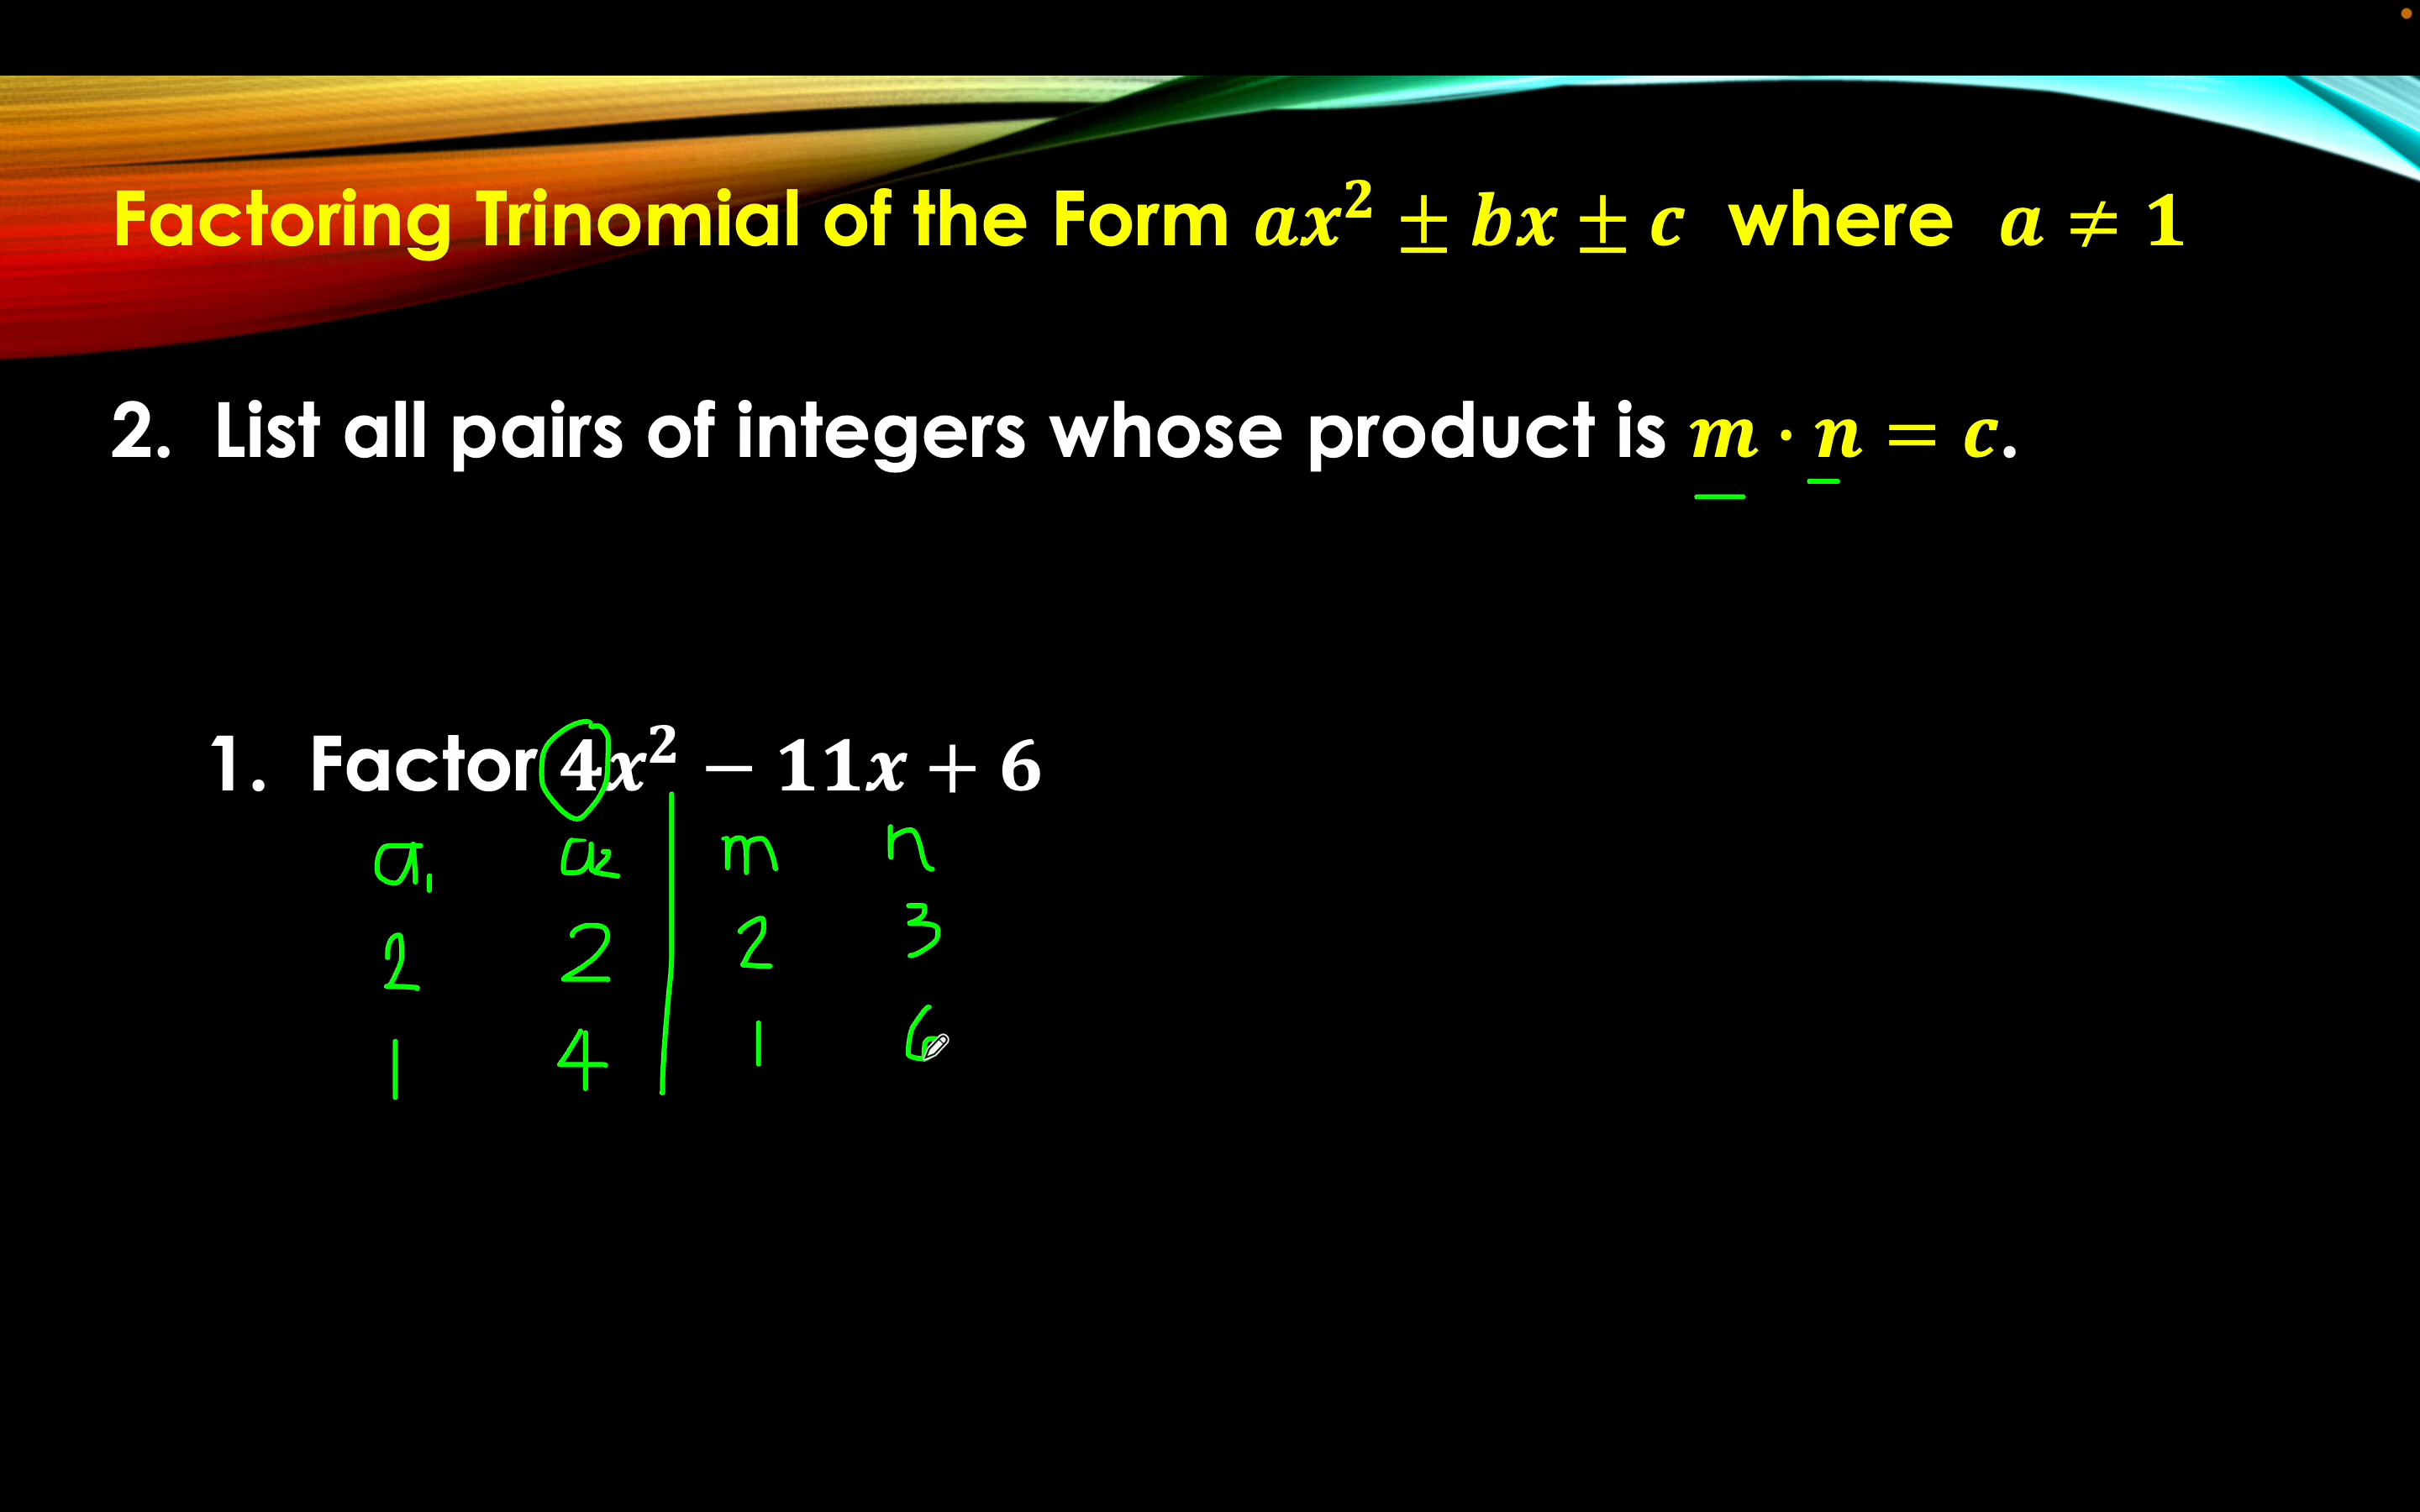 Factoring Trinomial of the Form ax² ± bx ± c where a ≠ 1
2. List all pairs of integers whose product is m · n = c.
1. Factor 4x² − 11x + 6
a₁ a₂ m n
2 2 2 3
1 4 1 6